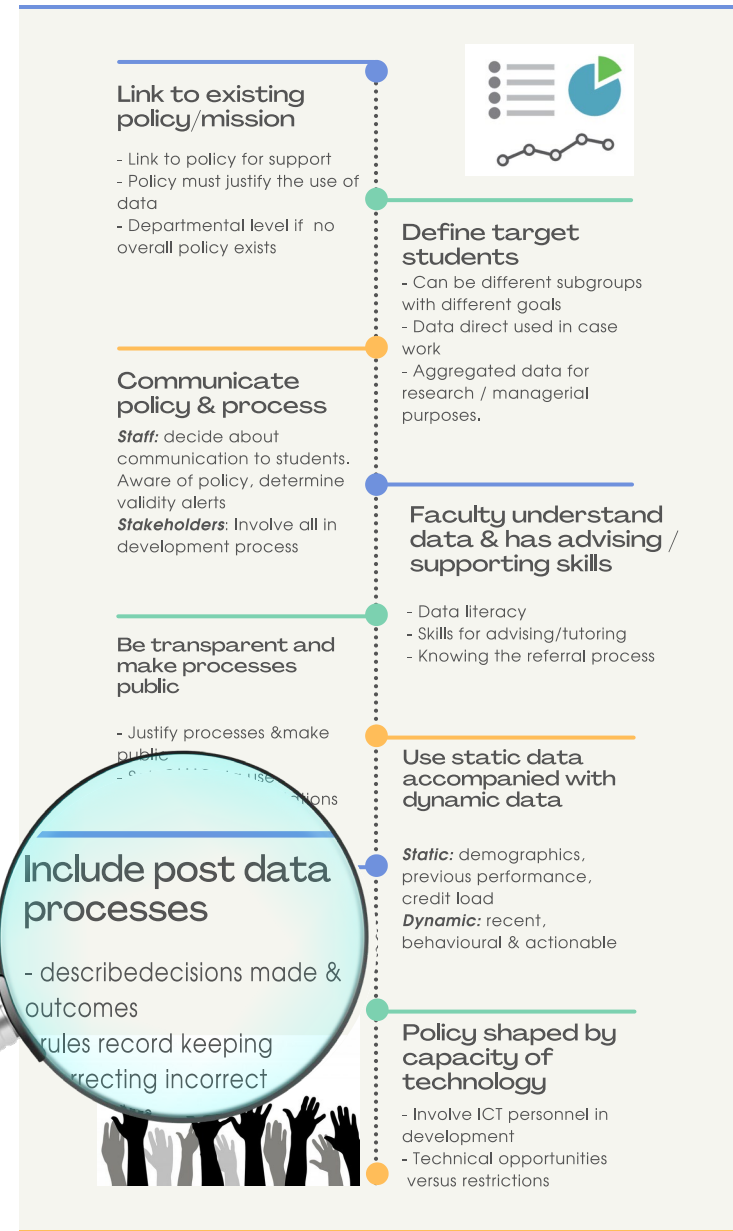 Link to existing
policy/mission
- Link to policy for support
- Policy must justify the use of
data
- Departmental level if no
overall policy exists
Define target
students
- Can be different subgroups
with different goals
- Data direct used in case
work
- Aggregated data for
research / managerial
purposes.
Communicate
policy & process
Staff: decide about
communication to students.
Aware of policy, determine
validity alerts
Stakeholders: Involve all in
development process
Faculty understand
data & has advising /
supporting skills
- Data literacy
- Skills for advising/tutoring
- Knowing the referral process
Be transparent and
make processes
public
- Justify processes &make
public
use
Use static data
accompanied with
dynamic data
Static: demographics,
previous performance,
credit load
Dynamic: recent,
behavioural & actionable
Include post data
processes
- describedecisions made &
outcomes
rules record keeping
incorrect
Policy shaped by
capacity of
technology
- Involve ICT personnel in
development
- Technical opportunities
versus restrictions